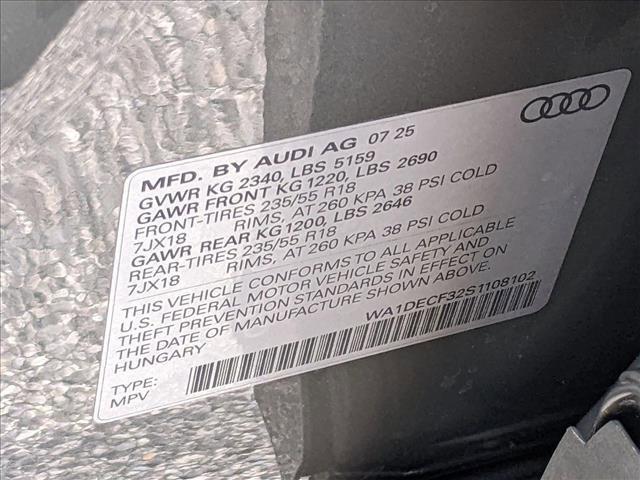 MFD. BY AUDI AG 07 25
GVWR KG 2340, LBS 5159
GAWR FRONT KG 1220, LBS 2690
FRONT-TIRES 235/55 R18
7JX18 RIMS, AT 260 KPA 38 PSI COLD
GAWR REAR KG 1200, LBS 2646
REAR-TIRES 235/55 R18
7JX18 RIMS, AT 260 KPA 38 PSI COLD
THIS VEHICLE CONFORMS TO ALL APPLICABLE
U.S. FEDERAL MOTOR VEHICLE SAFETY AND
THEFT PREVENTION STANDARDS IN EFFECT ON
THE DATE OF MANUFACTURE SHOWN ABOVE.
HUNGARY
WA1DECF32S1108102
TYPE:
MPV